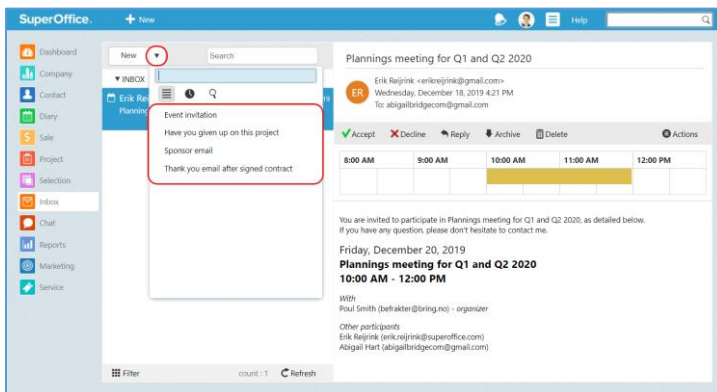 SuperOffice.
+ New
Help
Dashboard
Company
Contact
Diary
Sale
Project
Selection
Inbox
Chat
Reports
Marketing
Service
New ▼
Search
▼ INBOX
Erik Rei
19
Planning
Event invitation
Have you given up on this project
Sponsor email
Thank you email after signed contract
Filter
count : 1
Refresh
Plannings meeting for Q1 and Q2 2020
ER
Erik Reijrink <erikreijrink@gmail.com>
Wednesday, December 18, 2019 4:21 PM
To: abigailbridgecom@gmail.com
Accept Decline Reply Archive Delete Actions
8:00 AM 9:00 AM 10:00 AM 11:00 AM 12:00 PM
You are invited to participate in Plannings meeting for Q1 and Q2 2020, as detailed below.
If you have any question, please don't hesitate to contact me.
Friday, December 20, 2019
Plannings meeting for Q1 and Q2 2020
10:00 AM - 12:00 PM
With
Poul Smith (befrakter@bring.no) - organizer
Other participants
Erik Reijrink (erik.reijrink@superoffice.com)
Abigail Hart (abigailbridgecom@gmail.com)